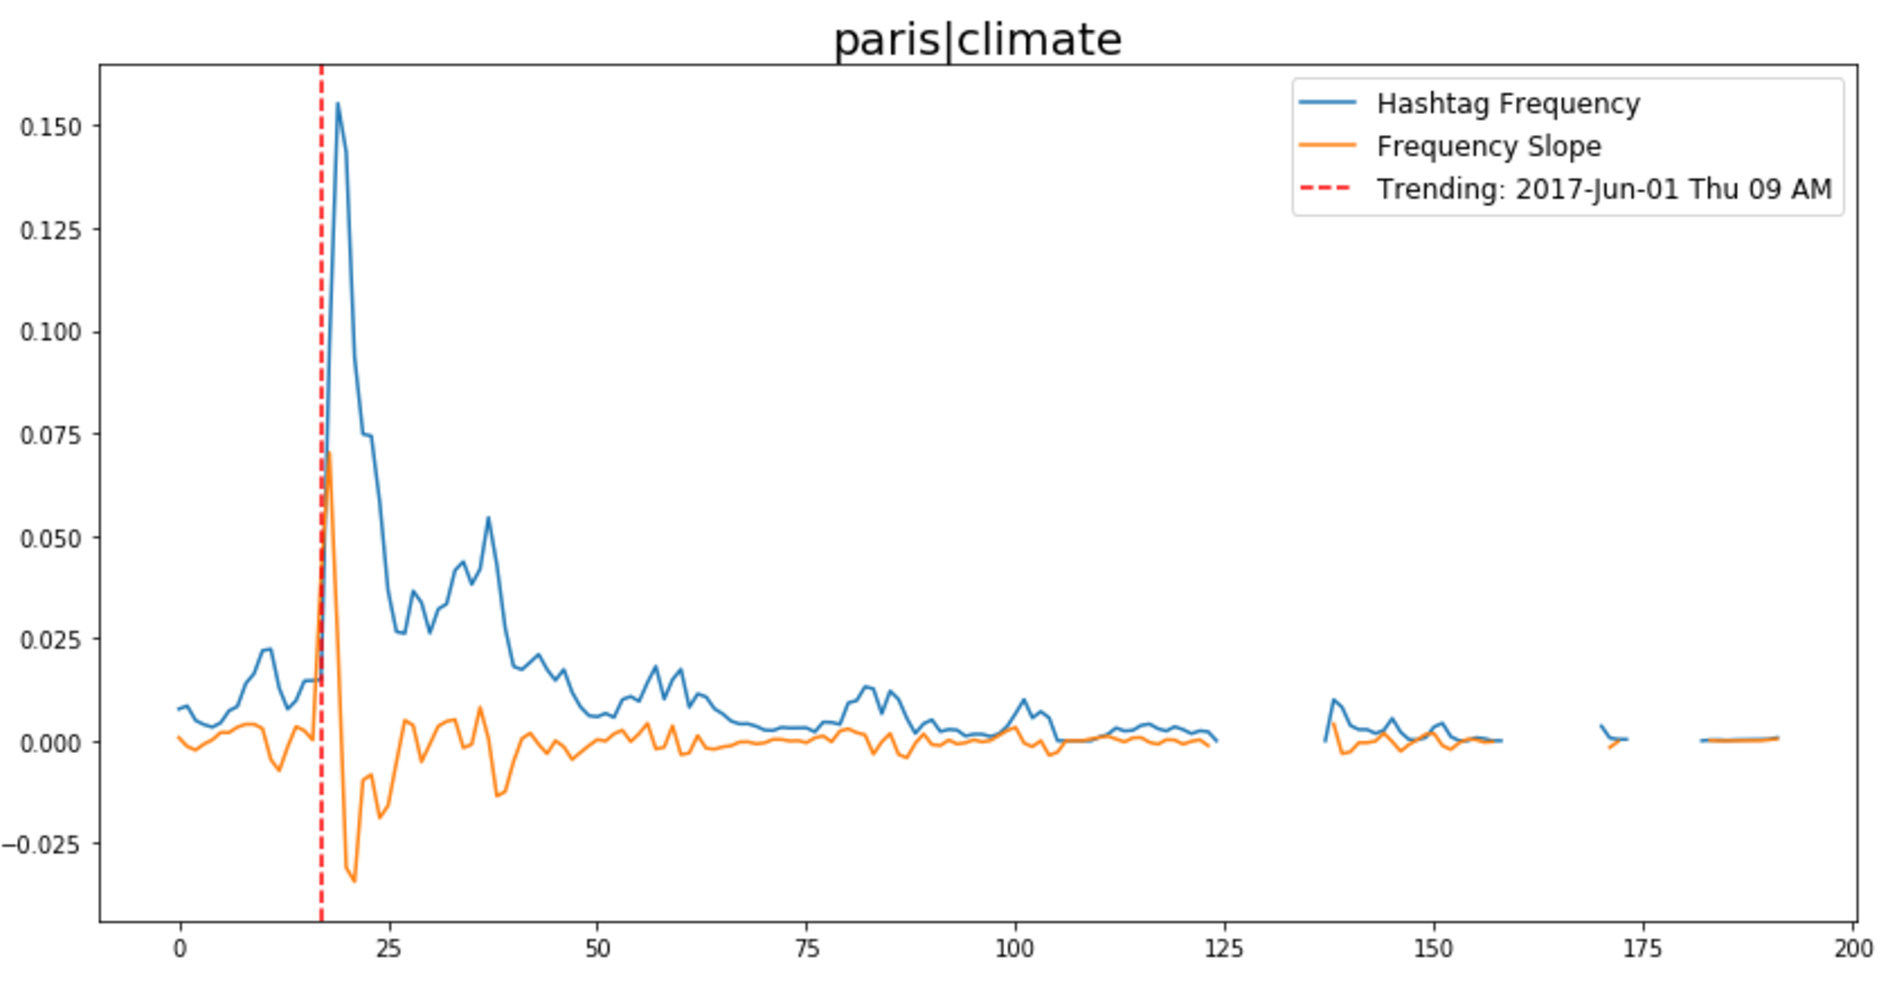 paris|climate
Hashtag Frequency
Frequency Slope
Trending: 2017-Jun-01 Thu 09 AM
0.150
0.125
0.100
0.075
0.050
0.025
0.000
−0.025
0 25 50 75 100 125 150 175 200